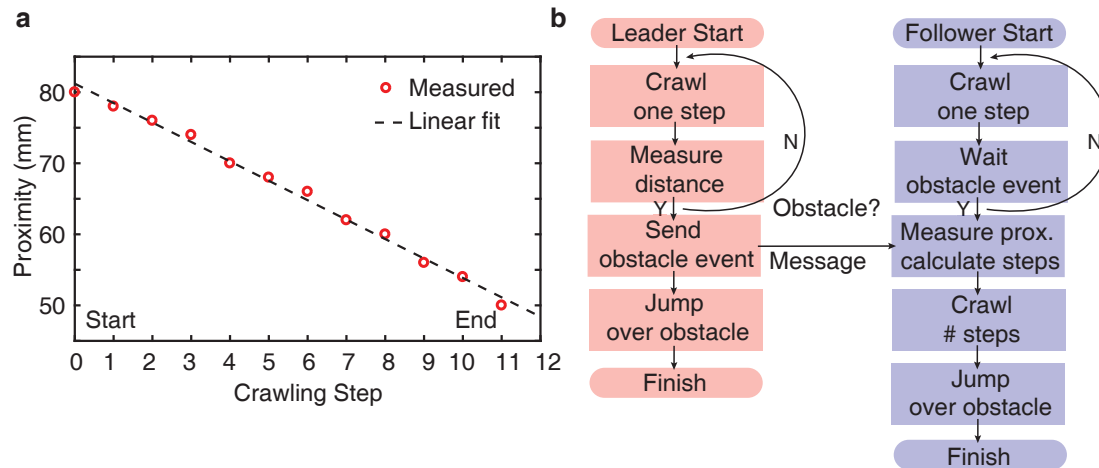 a
80
70
60
50
Proximity (mm)
Measured
Linear fit
Start
End
0 1 2 3 4 5 6 7 8 9 10 11 12
Crawling Step
b
Leader Start
Crawl
one step
Measure
distance
N
Y
Send
obstacle event
Jump
over obstacle
Finish
Obstacle?
Message
Follower Start
Crawl
one step
Wait
obstacle event
N
Y
Measure prox.
calculate steps
Crawl
# steps
Jump
over obstacle
Finish